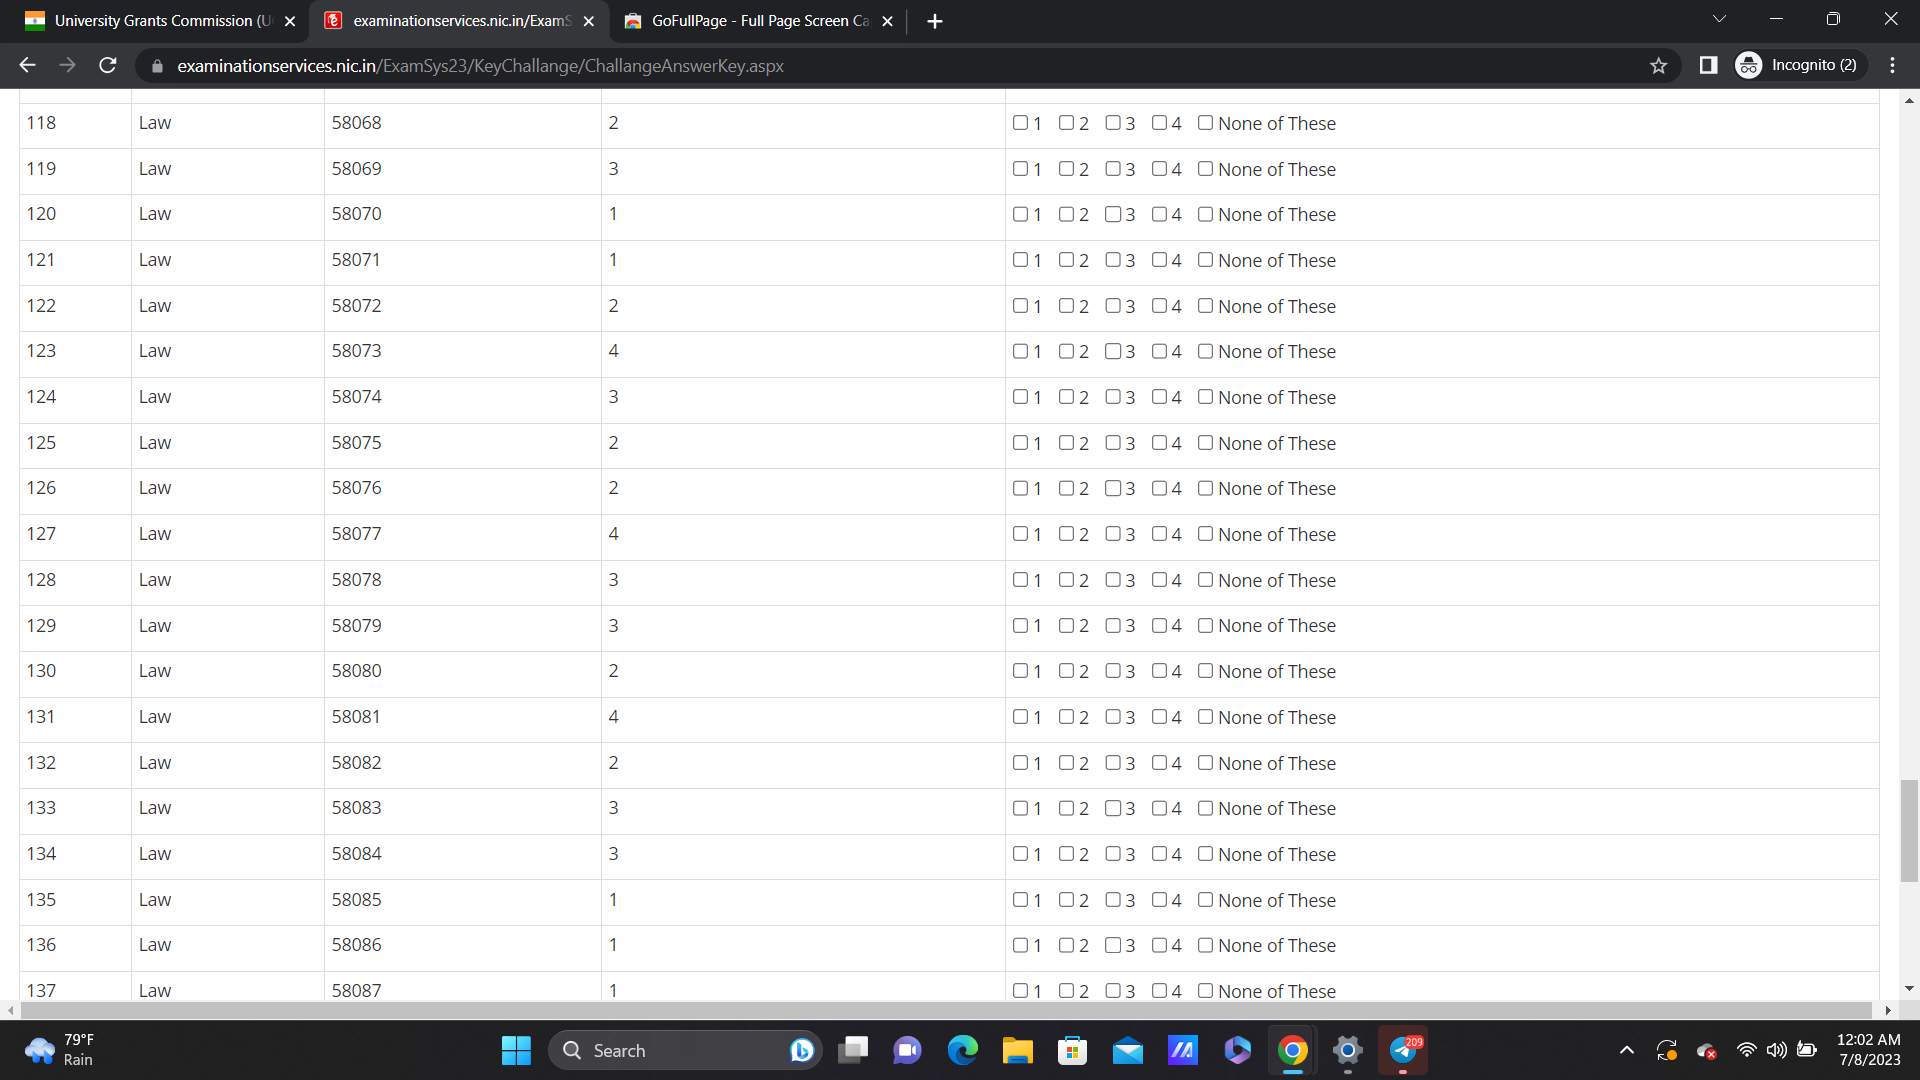 University Grants Commission (U
examinationservices.nic.in/ExamS
GoFullPage - Full Page Screen Ca
examinationservices.nic.in/ExamSys23/KeyChallange/ChallangeAnswerKey.aspx
Incognito (2)
118 Law 58068 2 1 2 3 4 None of These
119 Law 58069 3 1 2 3 4 None of These
120 Law 58070 1 1 2 3 4 None of These
121 Law 58071 1 1 2 3 4 None of These
122 Law 58072 2 1 2 3 4 None of These
123 Law 58073 4 1 2 3 4 None of These
124 Law 58074 3 1 2 3 4 None of These
125 Law 58075 2 1 2 3 4 None of These
126 Law 58076 2 1 2 3 4 None of These
127 Law 58077 4 1 2 3 4 None of These
128 Law 58078 3 1 2 3 4 None of These
129 Law 58079 3 1 2 3 4 None of These
130 Law 58080 2 1 2 3 4 None of These
131 Law 58081 4 1 2 3 4 None of These
132 Law 58082 2 1 2 3 4 None of These
133 Law 58083 3 1 2 3 4 None of These
134 Law 58084 3 1 2 3 4 None of These
135 Law 58085 1 1 2 3 4 None of These
136 Law 58086 1 1 2 3 4 None of These
137 Law 58087 1 1 2 3 4 None of These
79°F
Rain
Search
209
12:02 AM
7/8/2023